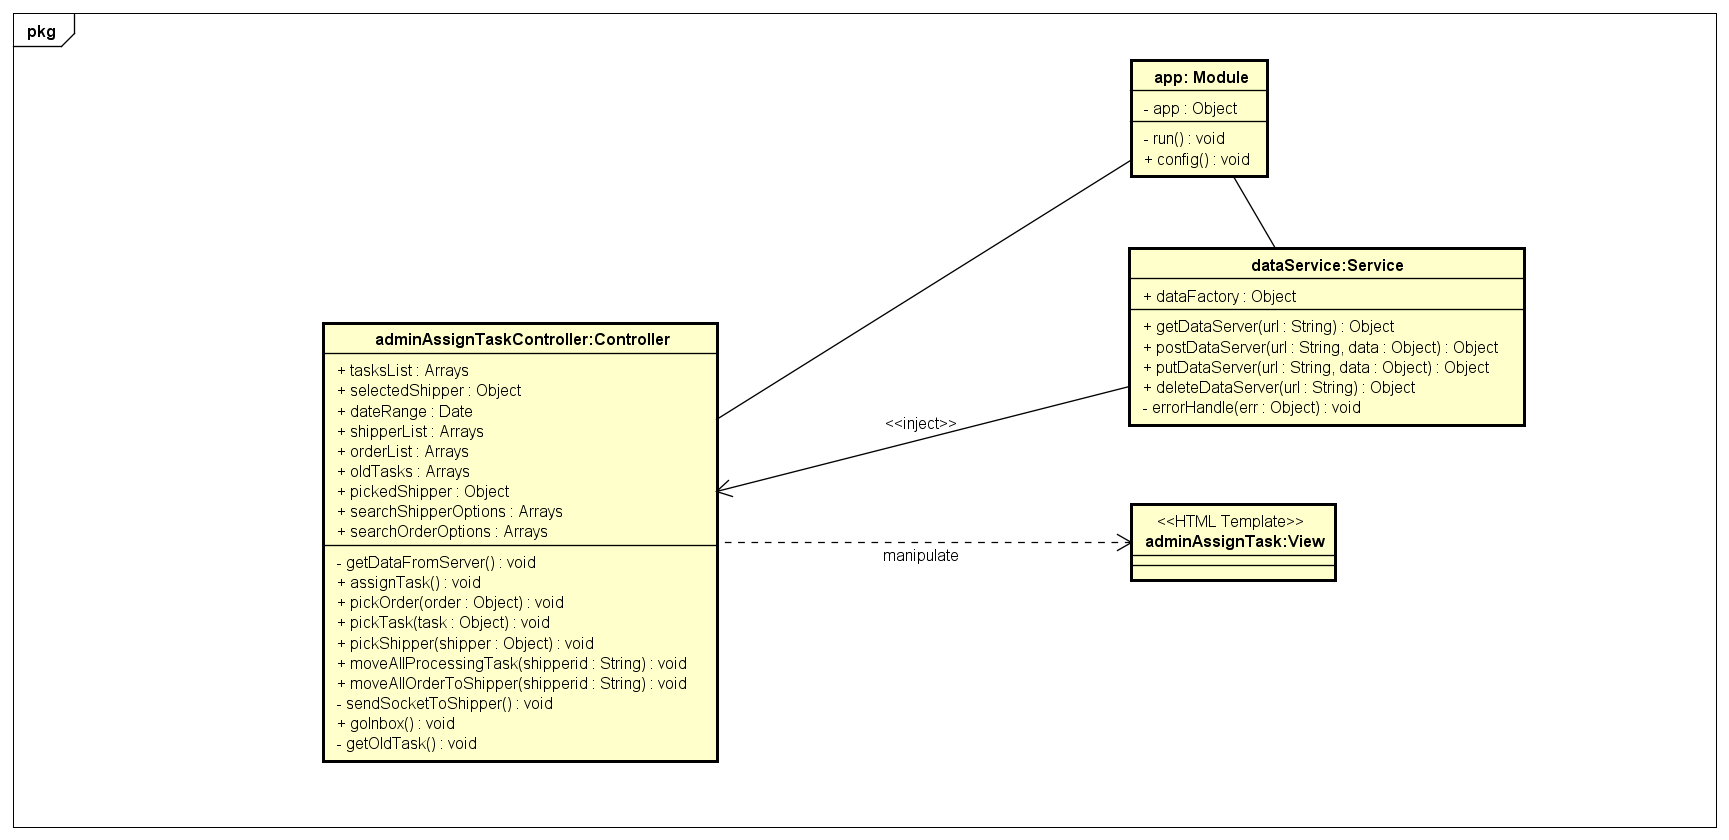 pkg
app: Module
- app : Object
- run() : void
+ config() : void
dataService:Service
+ dataFactory : Object
+ getDataServer(url : String) : Object
+ postDataServer(url : String, data : Object) : Object
+ putDataServer(url : String, data : Object) : Object
+ deleteDataServer(url : String) : Object
- errorHandle(err : Object) : void
adminAssignTaskController:Controller
+ tasksList : Arrays
+ selectedShipper : Object
+ dateRange : Date
+ shipperList : Arrays
+ orderList : Arrays
+ oldTasks : Arrays
+ pickedShipper : Object
+ searchShipperOptions : Arrays
+ searchOrderOptions : Arrays
- getDataFromServer() : void
+ assignTask() : void
+ pickOrder(order : Object) : void
+ pickTask(task : Object) : void
+ pickShipper(shipper : Object) : void
+ moveAllProcessingTask(shipperid : String) : void
+ moveAllOrderToShipper(shipperid : String) : void
- sendSocketToShipper() : void
+ goInbox() : void
- getOldTask() : void
<<inject>>
manipulate
<<HTML Template>>
adminAssignTask:View